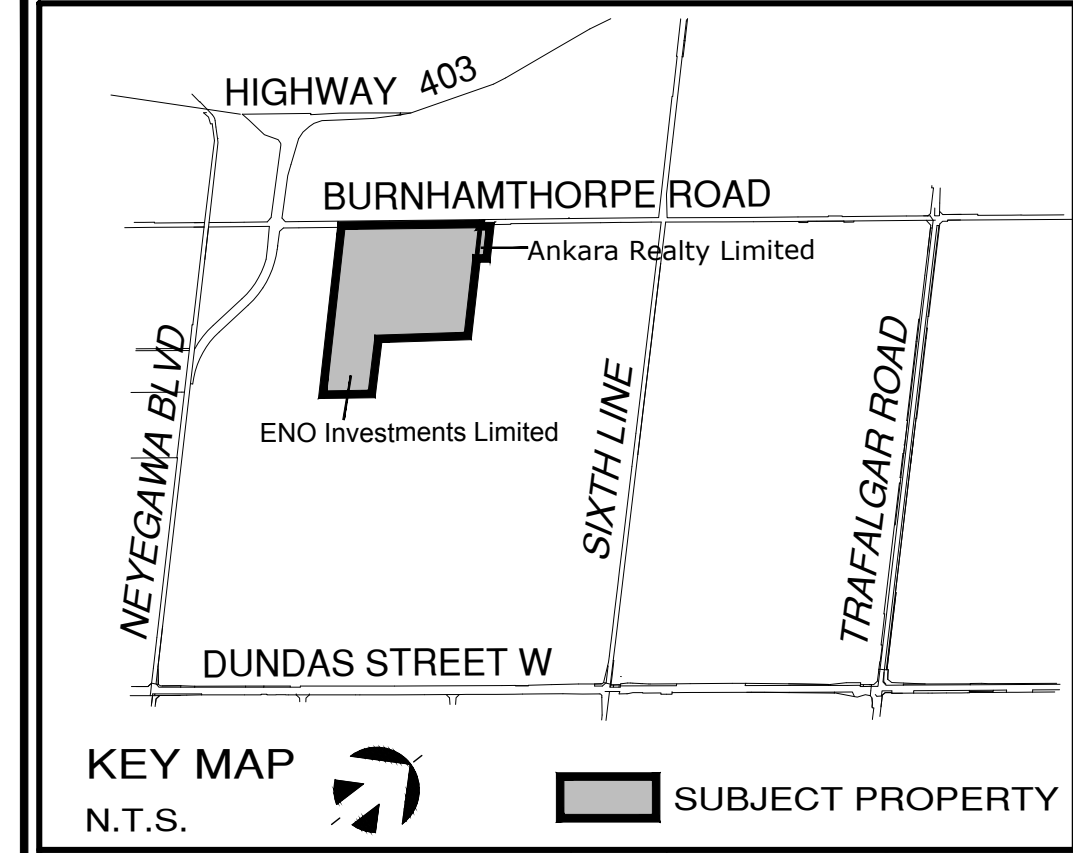 HIGHWAY 403
BURNHAMTHORPE ROAD
Ankara Realty Limited
ENO Investments Limited
NEYEGAWA BLVD
SIXTH LINE
TRAFALGAR ROAD
DUNDAS STREET W
KEY MAP
N.T.S.
SUBJECT PROPERTY